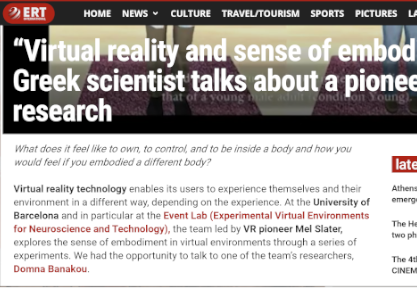 ERT
HOME NEWS CULTURE TRAVEL/TOURISM SPORTS PICTURES
“Virtual reality and sense of embod
Greek scientist talks about a pionee
research
that of a young male adult (condition Young).
What does it feel like to own, to control, and to be inside a body and how you
would feel if you embodied a different body?
late
Virtual reality technology enables its users to experience themselves and their
environment in a different way, depending on the experience. At the University of
Barcelona and in particular at the Event Lab (Experimental Virtual Environments
for Neuroscience and Technology), the team led by VR pioneer Mel Slater,
explores the sense of embodiment in virtual environments through a series of
experiments. We had the opportunity to talk to one of the team's researchers,
Domna Banakou.
Athens
emerge
The He
two ph
The 4th
CINEM